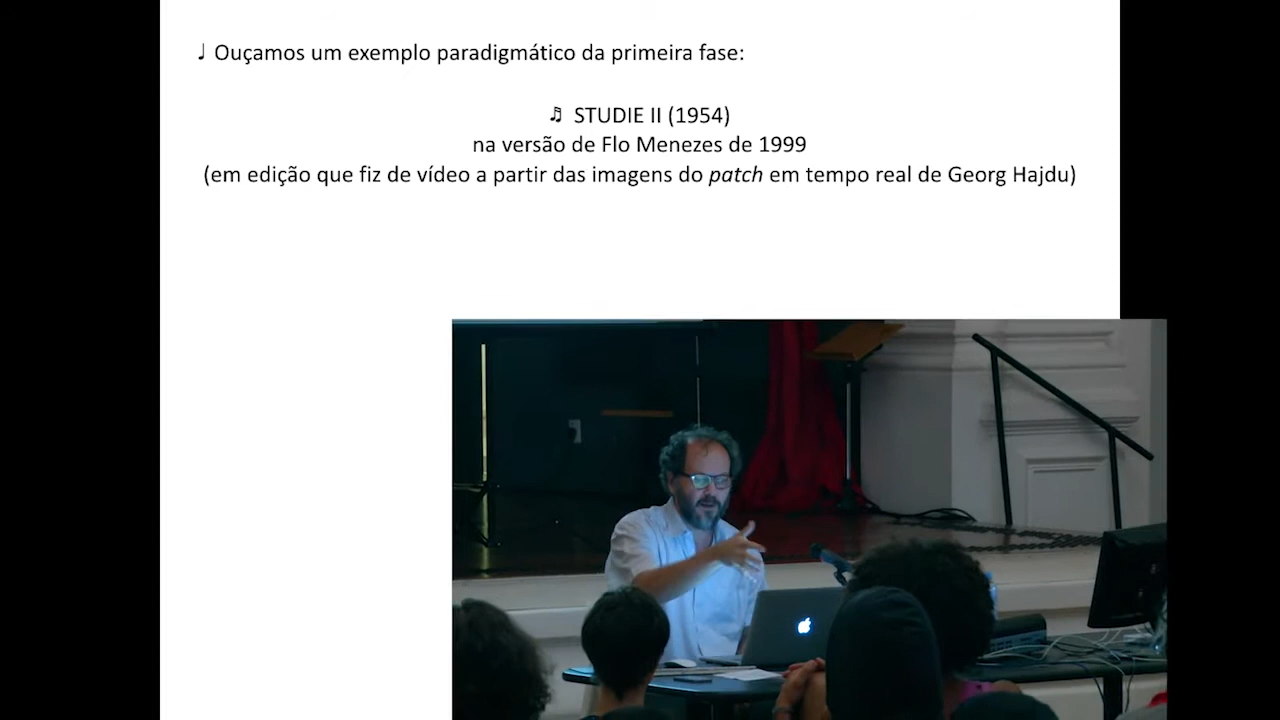 ♩ Ouçamos um exemplo paradigmático da primeira fase:
♬ STUDIE II (1954)
na versão de Flo Menezes de 1999
(em edição que fiz de vídeo a partir das imagens do patch em tempo real de Georg Hajdu)